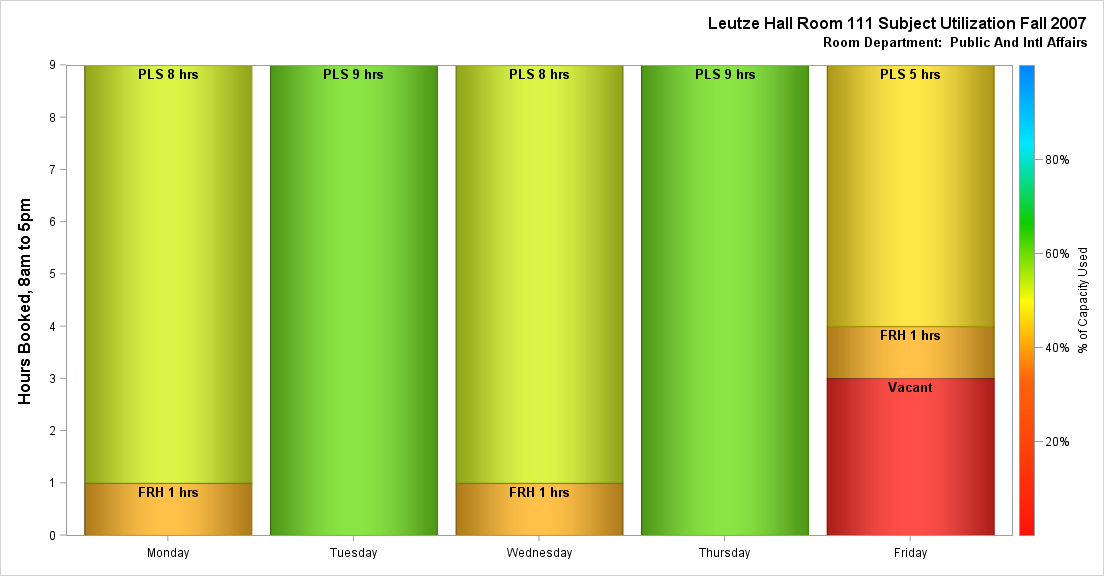 Leutze Hall Room 111 Subject Utilization Fall 2007
Room Department:  Public And Intl Affairs
Hours Booked, 8am to 5pm
9
8
7
6
5
4
3
2
1
0
PLS 8 hrs
FRH 1 hrs
PLS 9 hrs
PLS 8 hrs
FRH 1 hrs
PLS 9 hrs
PLS 5 hrs
FRH 1 hrs
Vacant
Monday
Tuesday
Wednesday
Thursday
Friday
80%
60%
40%
20%
% of Capacity Used